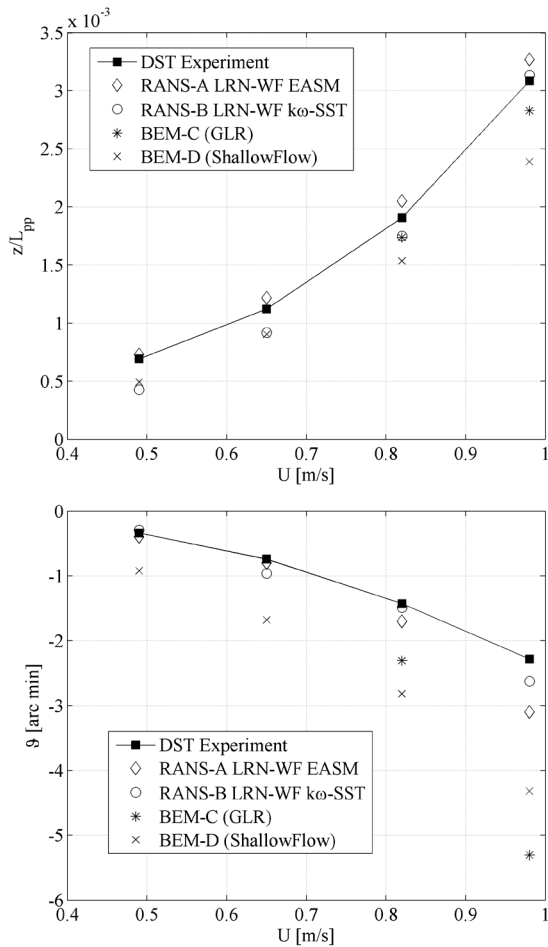 x 10⁻³
3.5
3
2.5
2
1.5
1
0.5
0
z/Lpp
DST Experiment
RANS-A LRN-WF EASM
RANS-B LRN-WF kω-SST
BEM-C (GLR)
BEM-D (ShallowFlow)
0.4 0.5 0.6 0.7 0.8 0.9 1
U [m/s]
0
-1
-2
-3
-4
-5
-6
ϑ [arc min]
DST Experiment
RANS-A LRN-WF EASM
RANS-B LRN-WF kω-SST
BEM-C (GLR)
BEM-D (ShallowFlow)
0.4 0.5 0.6 0.7 0.8 0.9 1
U [m/s]